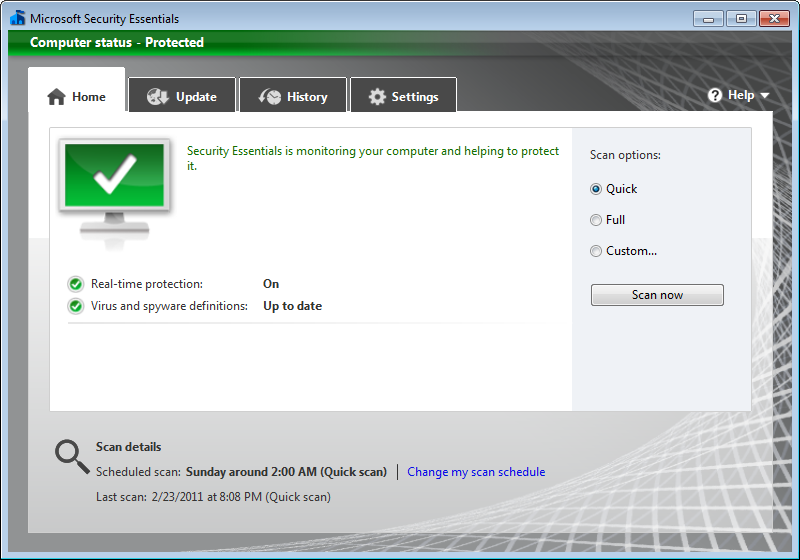 Microsoft Security Essentials
Computer status - Protected
Home
Update
History
Settings
Help
Security Essentials is monitoring your computer and helping to protect
it.
Scan options:
Quick
Full
Custom...
Scan now
Real-time protection: On
Virus and spyware definitions: Up to date
Scan details
Scheduled scan: Sunday around 2:00 AM (Quick scan) | Change my scan schedule
Last scan: 2/23/2011 at 8:08 PM (Quick scan)